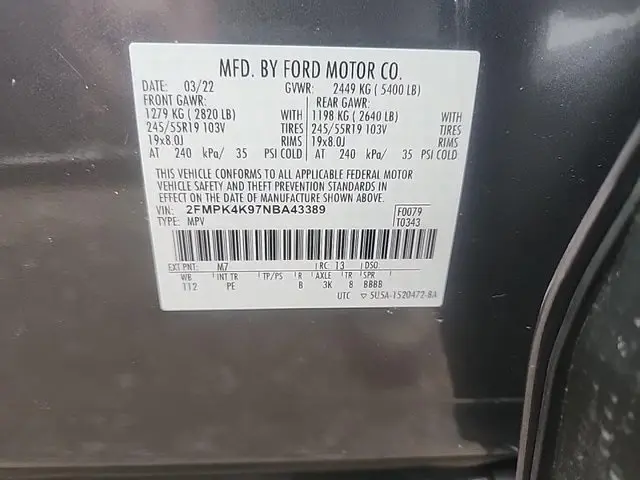 MFD. BY FORD MOTOR CO.
DATE: 03/22 GVWR: 2449 KG ( 5400 LB)
FRONT GAWR: REAR GAWR:
1279 KG ( 2820 LB) WITH 1198 KG ( 2640 LB) WITH
245/55R19 103V TIRES 245/55R19 103V TIRES
19x8.0J RIMS 19x8.0J RIMS
AT 240 kPa/ 35 PSI COLD AT 240 kPa/ 35 PSI COLD
THIS VEHICLE CONFORMS TO ALL APPLICABLE FEDERAL MOTOR
VEHICLE SAFETY AND THEFT PREVENTION STANDARDS IN
EFFECT ON THE DATE OF MANUFACTURE SHOWN ABOVE.
VIN: 2FMPK4K97NBA43389 F0079
TYPE: MPV T0343
EXT PNT: M7 RC: 13 DSO:
WB INT TR TP/PS R AXLE TR SPR
112 PE B 3K 8 BBBB
UTC ▽ 5U5A-1520472-BA